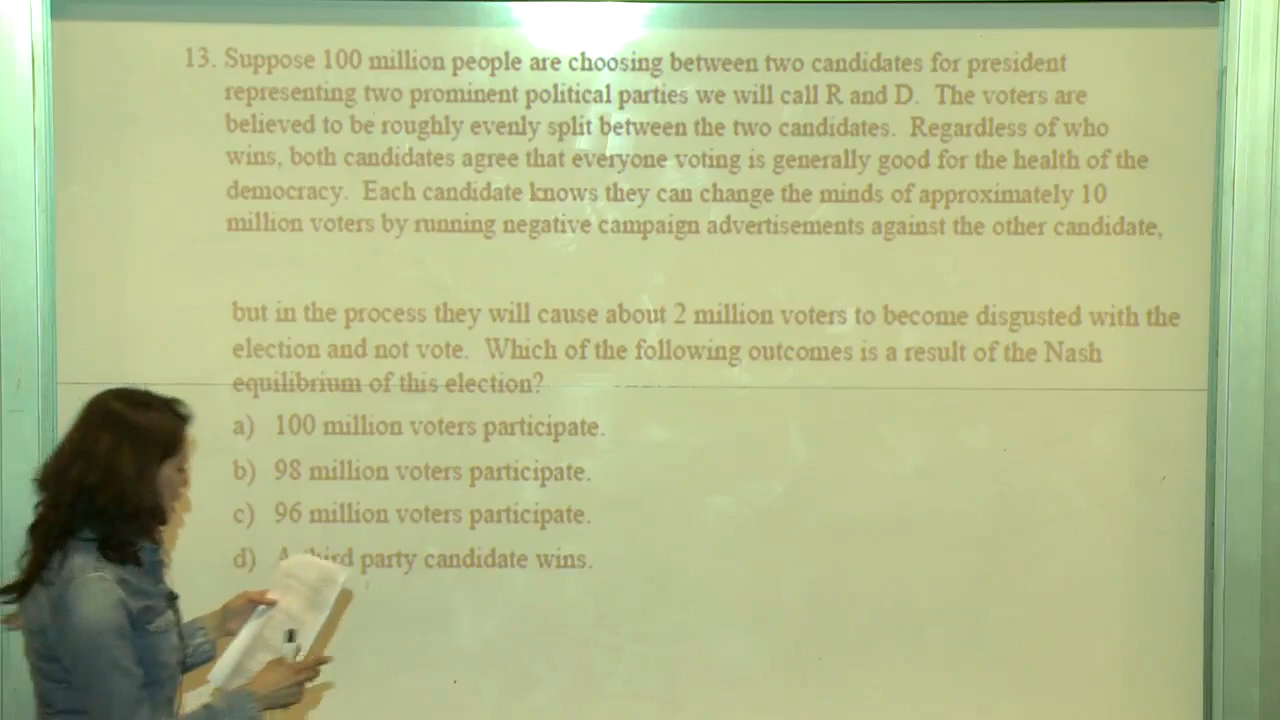 13. Suppose 100 million people are choosing between two candidates for president
representing two prominent political parties we will call R and D. The voters are
believed to be roughly evenly split between the two candidates. Regardless of who
wins, both candidates agree that everyone voting is generally good for the health of the
democracy. Each candidate knows they can change the minds of approximately 10
million voters by running negative campaign advertisements against the other candidate,
but in the process they will cause about 2 million voters to become disgusted with the
election and not vote. Which of the following outcomes is a result of the Nash
equilibrium of this election?
a) 100 million voters participate.
b) 98 million voters participate.
c) 96 million voters participate.
d) A third party candidate wins.